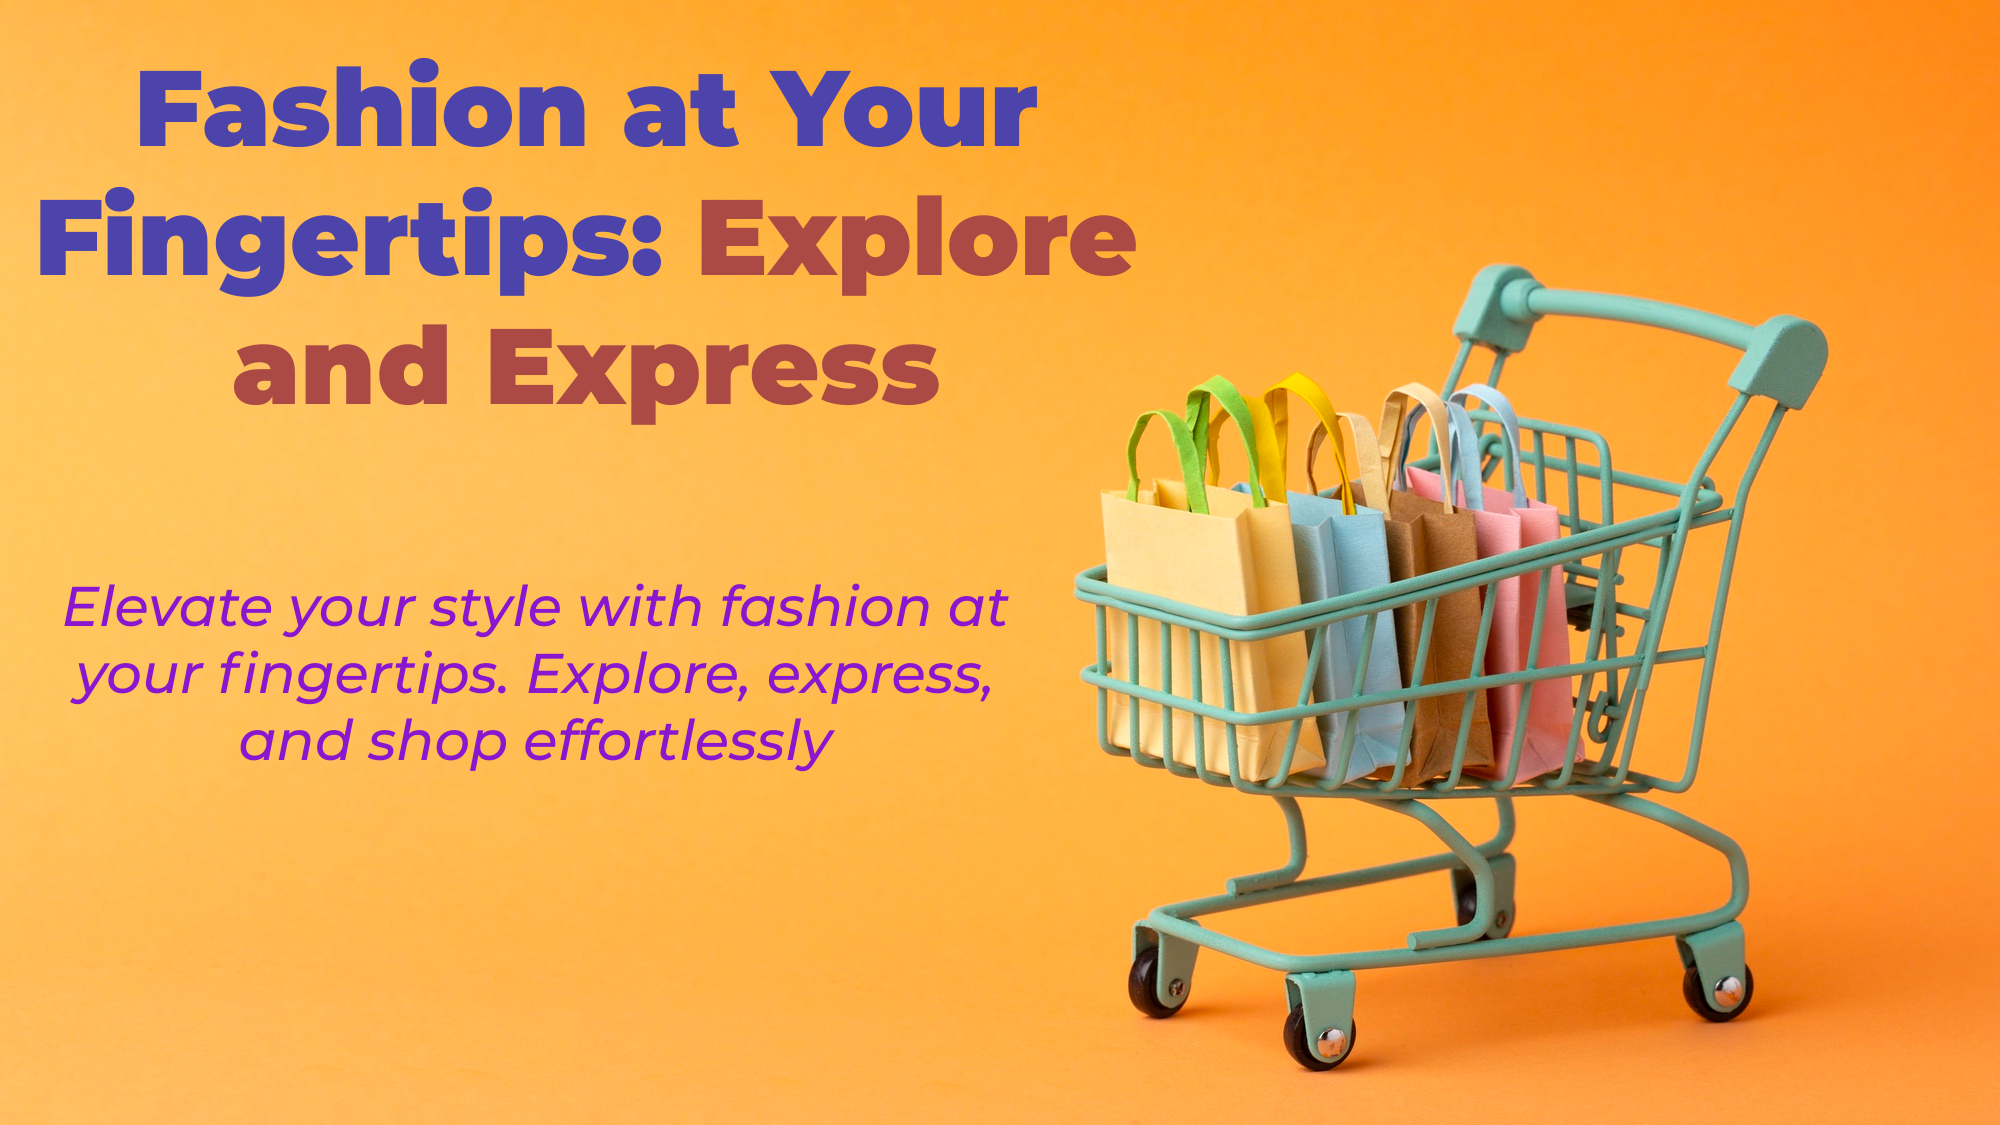 Fashion at Your
Fingertips: Explore
and Express
Elevate your style with fashion at
your fingertips. Explore, express,
and shop effortlessly